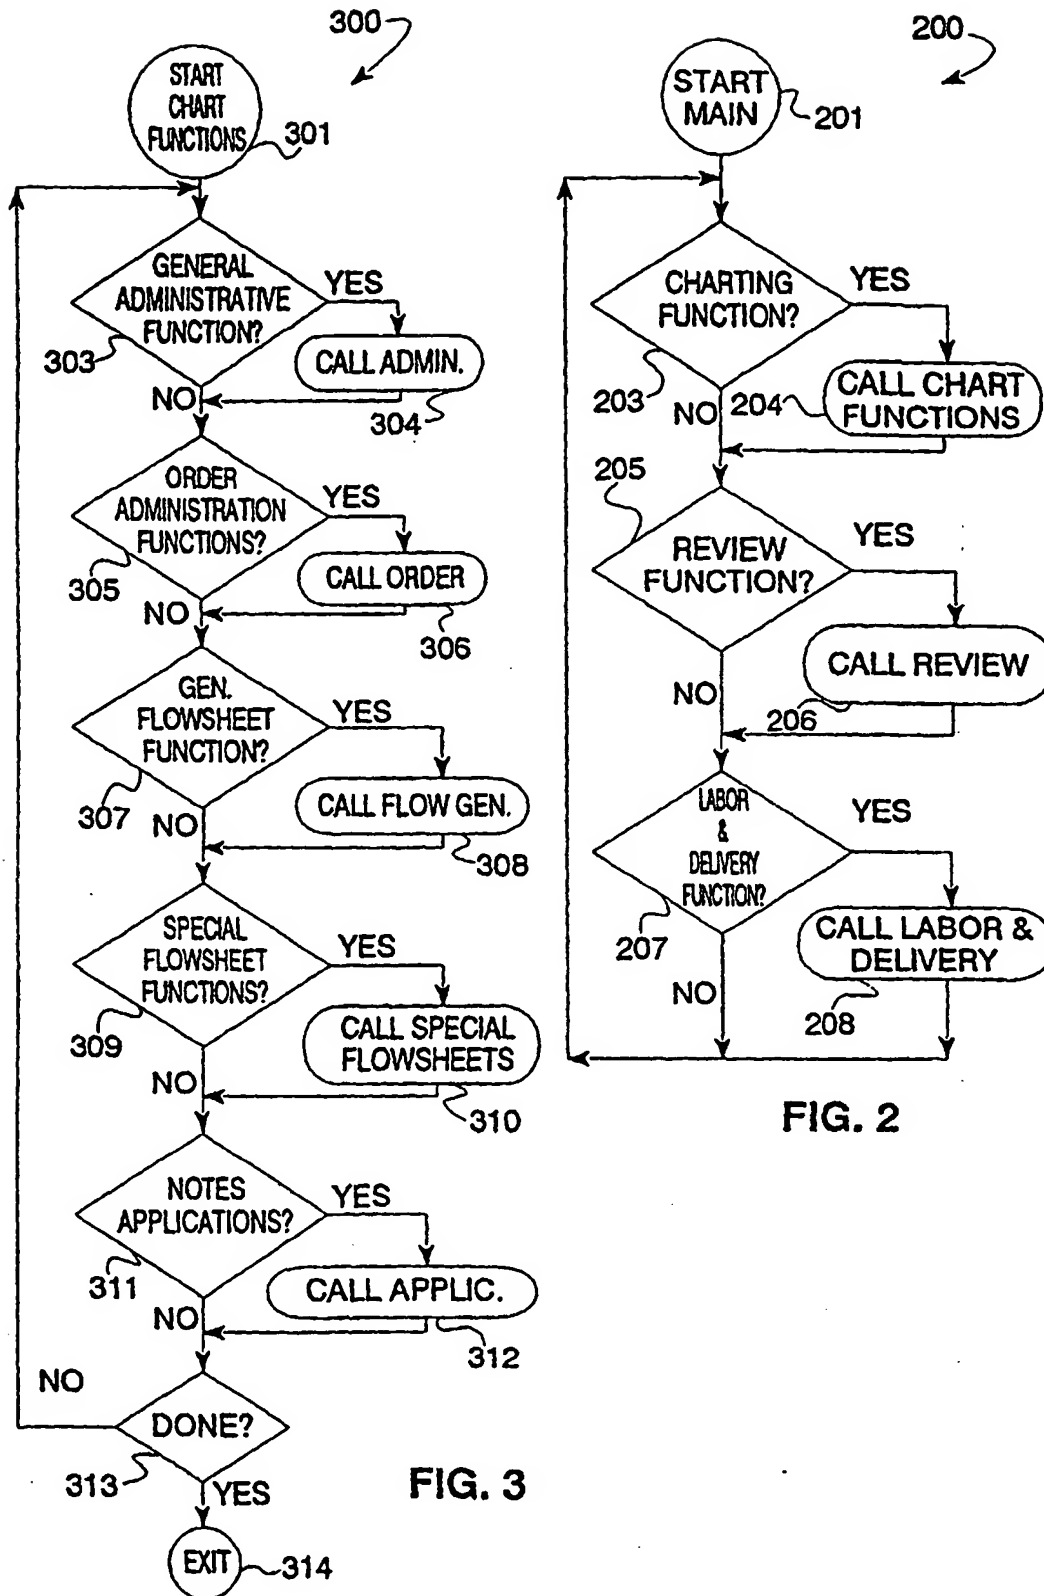 300
START
CHART
FUNCTIONS
301
GENERAL
ADMINISTRATIVE
FUNCTION?
YES
303
CALL ADMIN.
NO
304
ORDER
ADMINISTRATION
FUNCTIONS?
YES
305
CALL ORDER
NO
306
GEN.
FLOWSHEET
FUNCTION?
YES
307
CALL FLOW GEN.
NO
308
SPECIAL
FLOWSHEET
FUNCTIONS?
YES
309
CALL SPECIAL
FLOWSHEETS
NO
310
NOTES
APPLICATIONS?
YES
311
CALL APPLIC.
NO
312
NO
DONE?
313
YES
EXIT
314
FIG. 3
200
START
MAIN
201
CHARTING
FUNCTION?
YES
203
NO
204
CALL CHART
FUNCTIONS
205
REVIEW
FUNCTION?
YES
CALL REVIEW
NO
206
LABOR
&
DELIVERY
FUNCTION?
YES
207
CALL LABOR &
DELIVERY
NO
208
FIG. 2